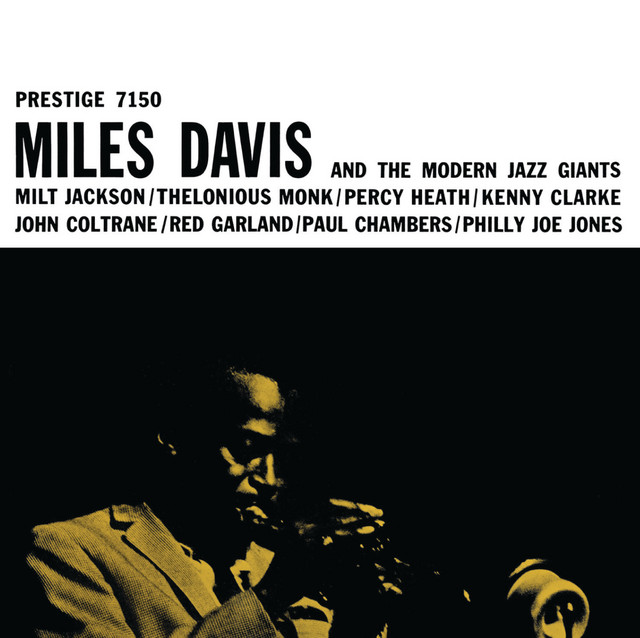 PRESTIGE 7150
MILES DAVIS AND THE MODERN JAZZ GIANTS
MILT JACKSON/THELONIOUS MONK/PERCY HEATH/KENNY CLARKE
JOHN COLTRANE/RED GARLAND/PAUL CHAMBERS/PHILLY JOE JONES